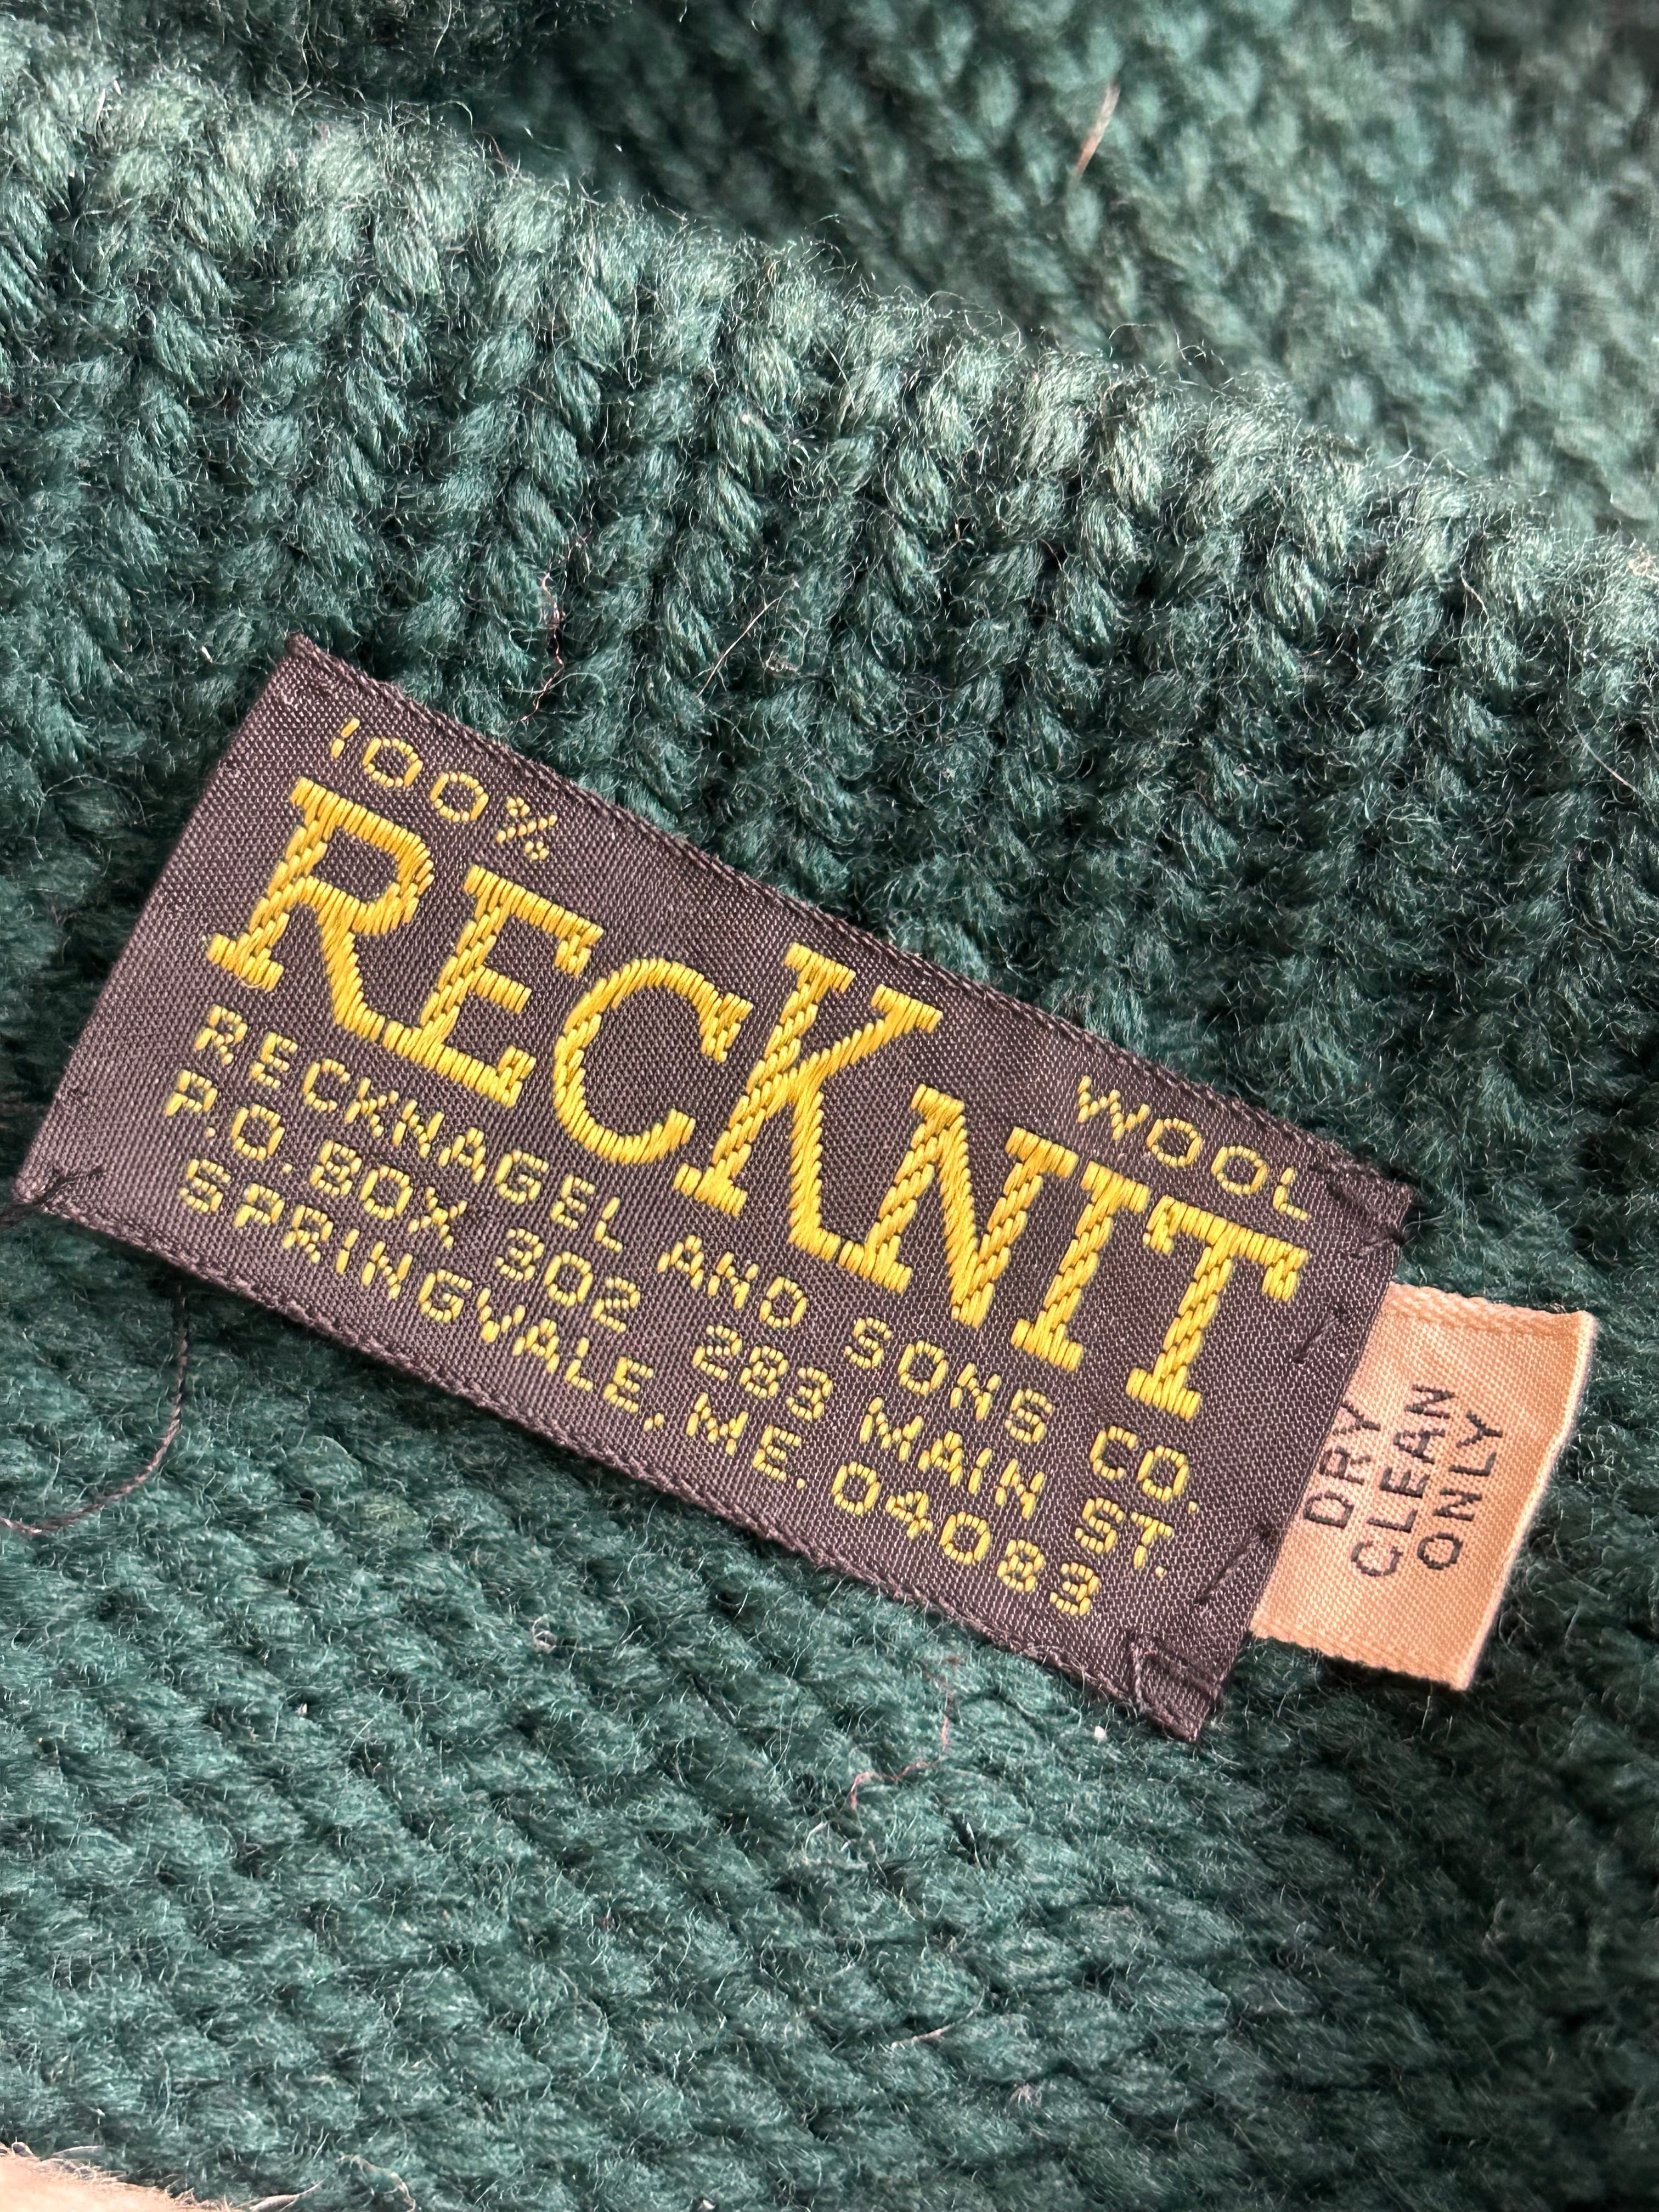 100%
RECKNIT
WOOL
RECKNAGEL AND SONS CO.
P.O. BOX 302 283 MAIN ST.
SPRINGVALE, ME. 04083
DRY
CLEAN
ONLY